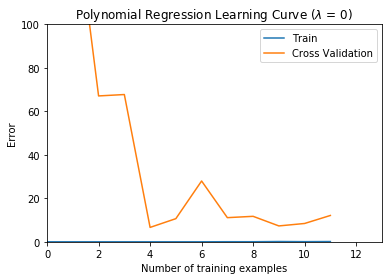 Polynomial Regression Learning Curve (λ = 0)
Train
Cross Validation
Error
100
80
60
40
20
0
0 2 4 6 8 10 12
Number of training examples